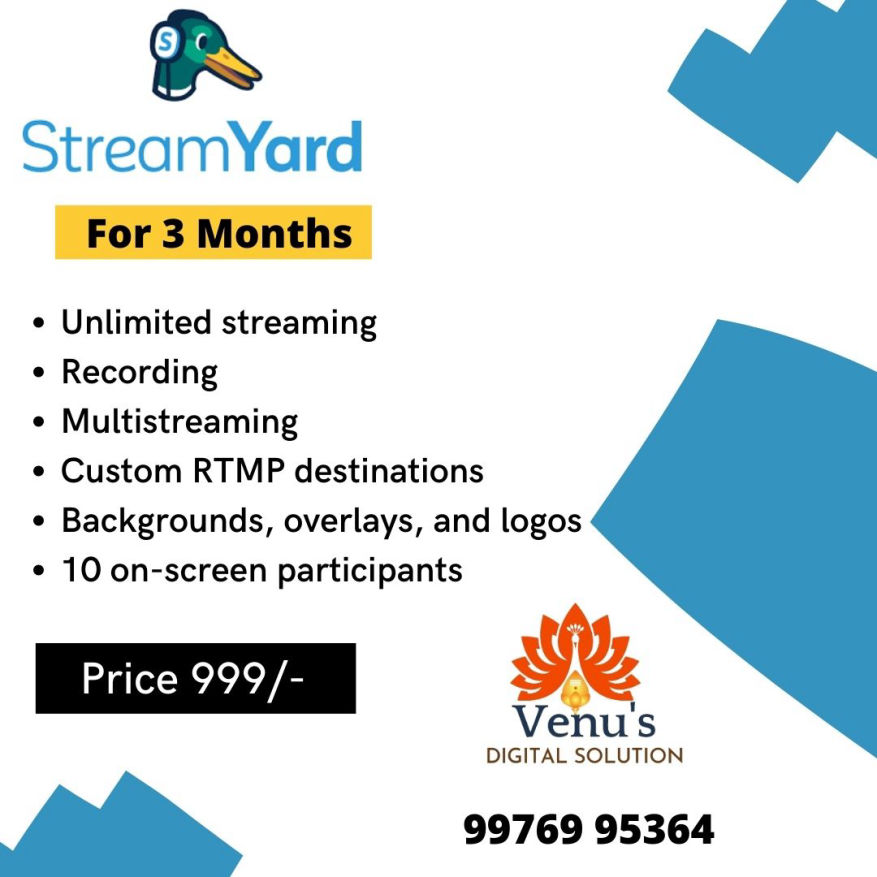 S
StreamYard
For 3 Months
• Unlimited streaming
• Recording
• Multistreaming
• Custom RTMP destinations
• Backgrounds, overlays, and logos
• 10 on-screen participants
Price 999/-
Venu's
DIGITAL SOLUTION
99769 95364